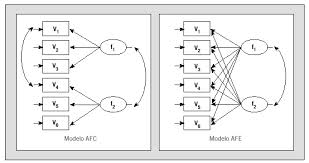 V1
V2
V3
V4
V5
V6
f1
f2
Modelo AFC
V1
V2
V3
V4
V5
V6
f1
f2
Modelo AFE